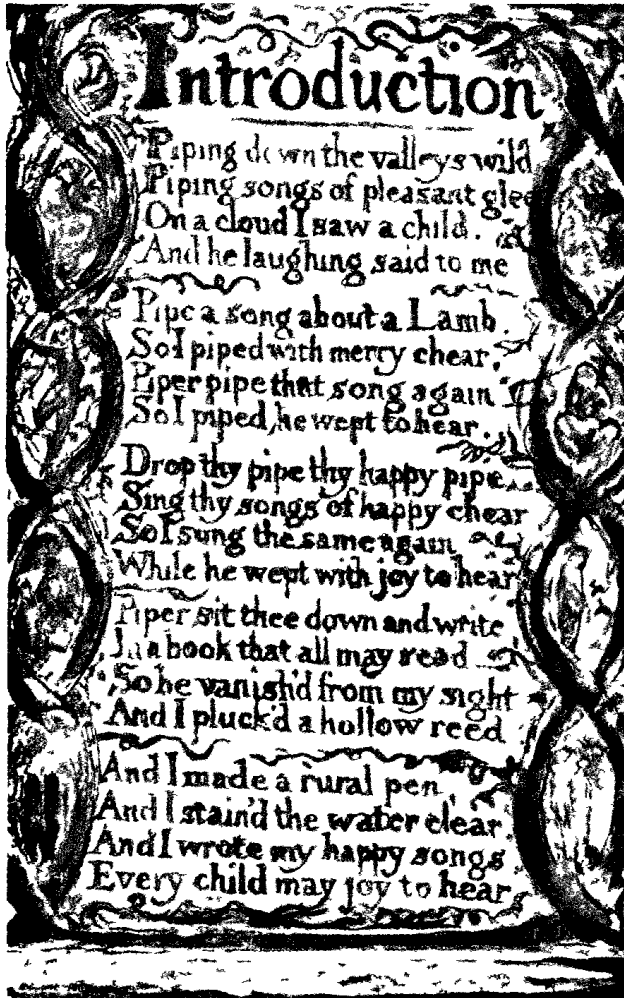 Introduction
Piping down the valleys wild
Piping songs of pleasant glee
On a cloud I saw a child.
And he laughing said to me
Pipe a song about a Lamb.
So I piped with merry chear,
Piper pipe that song again
So I piped, he wept to hear.
Drop thy pipe thy happy pipe
Sing thy songs of happy chear
So I sung the same again
While he wept with joy to hear
Piper sit thee down and write
In a book that all may read
So he vanish'd from my sight
And I pluck'd a hollow reed
And I made a rural pen,
And I stain'd the water clear,
And I wrote my happy songs
Every child may joy to hear